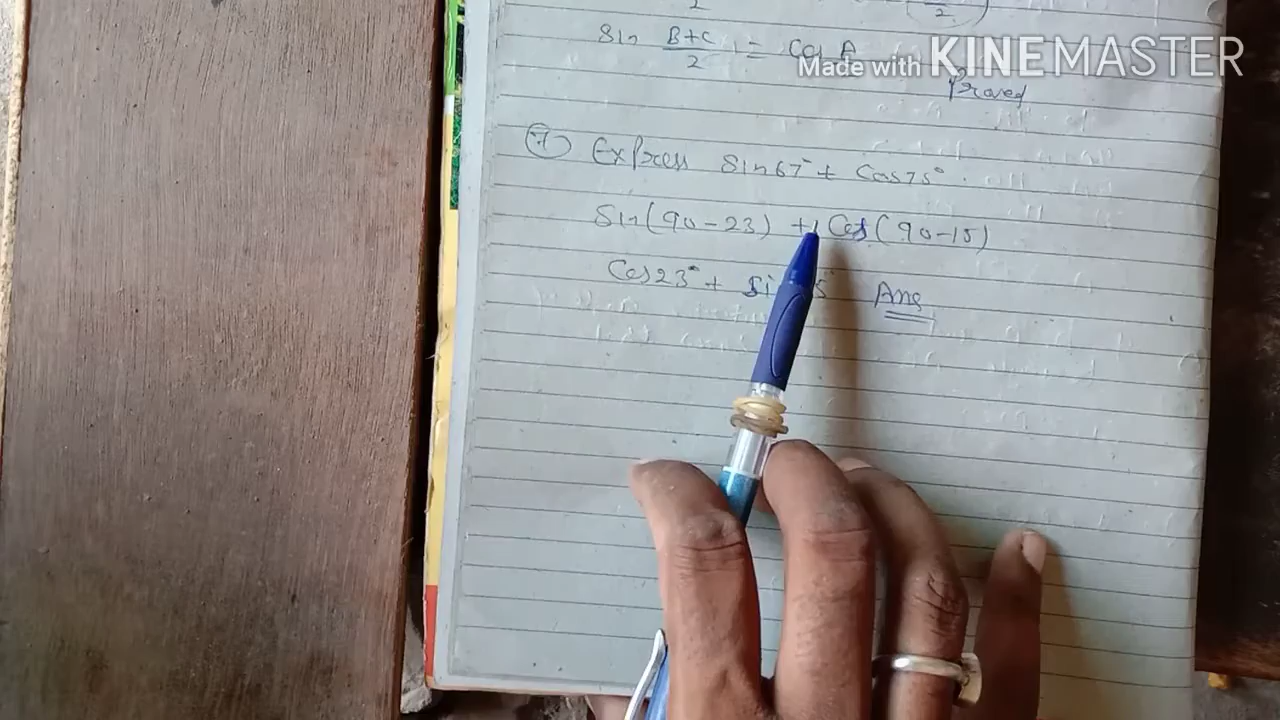 2
2
Sin B+C/2 = Cos A
Made with KINEMASTER
Proved
7 Express Sin67° + Cos75°.
Sin(90-23) + Cos(90-15)
Cos23° + Ans